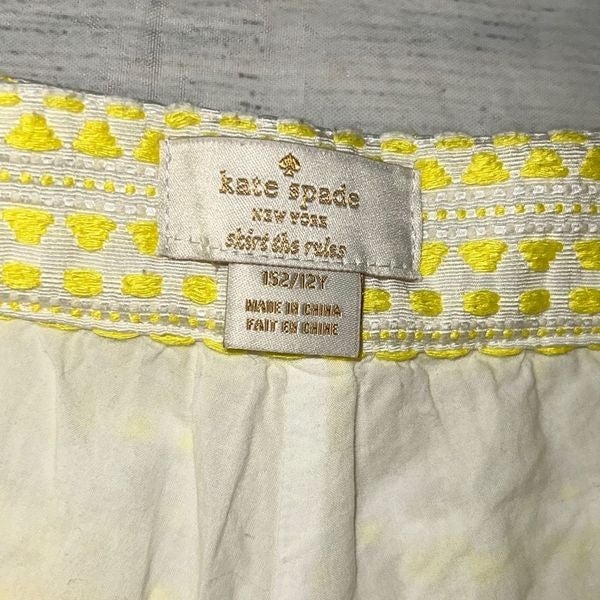 kate spade
NEW YORK
skirt the rules
152/12Y
MADE IN CHINA
FAIT EN CHINE